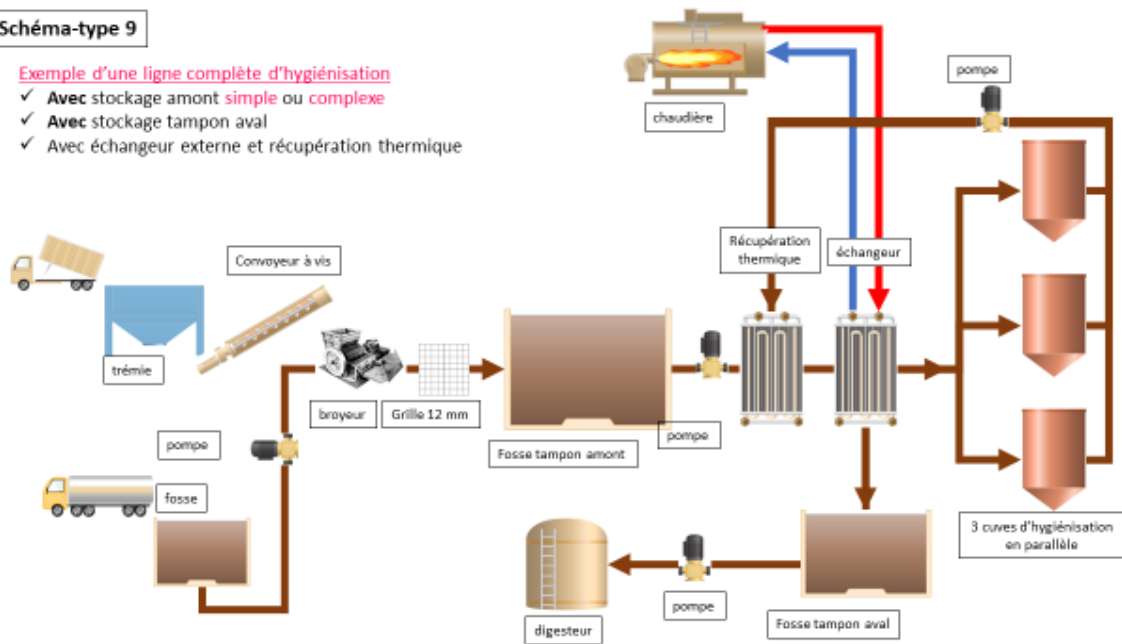 Schéma-type 9
Exemple d'une ligne complète d'hygiénisation
✓ Avec stockage amont simple ou complexe
✓ Avec stockage tampon aval
✓ Avec échangeur externe et récupération thermique
chaudière
pompe
Récupération
thermique
échangeur
Convoyeur à vis
trémie
broyeur
Grille 12 mm
pompe
Fosse tampon amont
pompe
fosse
3 cuves d'hygiénisation
en parallèle
digesteur
pompe
Fosse tampon aval